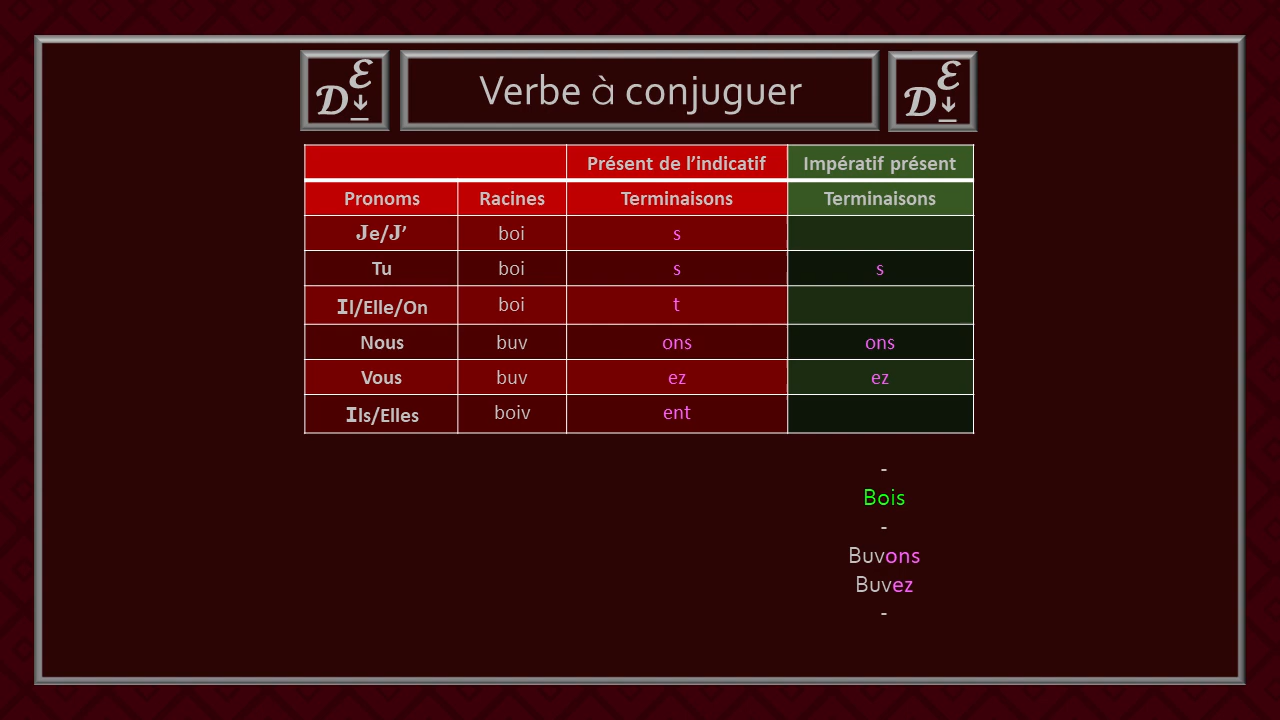 D E Verbe à conjuguer D E
Présent de l’indicatif Impératif présent
Pronoms Racines Terminaisons Terminaisons
Je/J’ boi s
Tu boi s s
Il/Elle/On boi t
Nous buv ons ons
Vous buv ez ez
Ils/Elles boiv ent
-
Bois
-
Buvons
Buvez
-